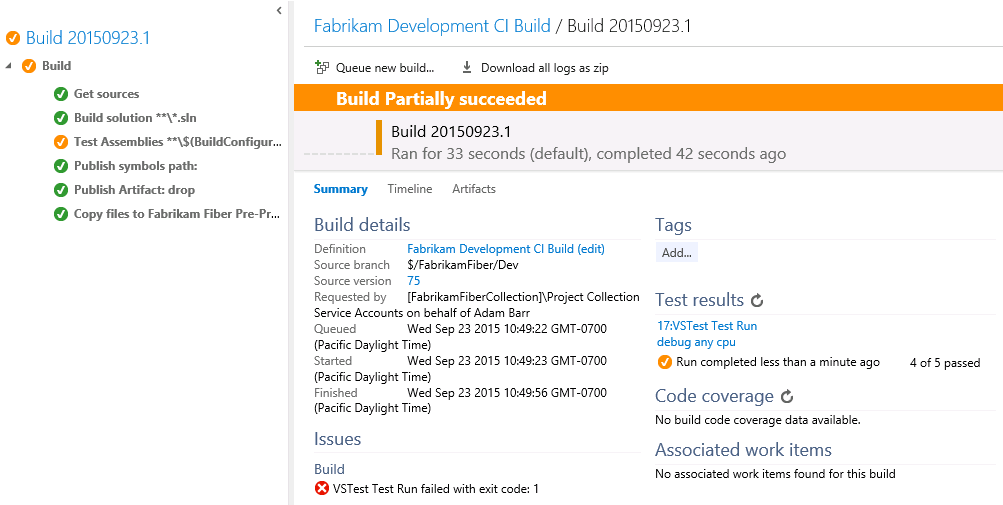 Build 20150923.1
Build
Get sources
Build solution **\*.sln
Test Assemblies **\$(BuildConfigur...
Publish symbols path:
Publish Artifact: drop
Copy files to Fabrikam Fiber Pre-Pr...
Fabrikam Development CI Build / Build 20150923.1
Queue new build... Download all logs as zip
Build Partially succeeded
Build 20150923.1
Ran for 33 seconds (default), completed 42 seconds ago
Summary Timeline Artifacts
Build details
Definition Fabrikam Development CI Build (edit)
Source branch $/FabrikamFiber/Dev
Source version 75
Requested by [FabrikamFiberCollection]\Project Collection
Service Accounts on behalf of Adam Barr
Queued Wed Sep 23 2015 10:49:22 GMT-0700
(Pacific Daylight Time)
Started Wed Sep 23 2015 10:49:23 GMT-0700
(Pacific Daylight Time)
Finished Wed Sep 23 2015 10:49:56 GMT-0700
(Pacific Daylight Time)
Issues
Build
VSTest Test Run failed with exit code: 1
Tags
Add...
Test results
17:VSTest Test Run
debug any cpu
Run completed less than a minute ago 4 of 5 passed
Code coverage
No build code coverage data available.
Associated work items
No associated work items found for this build